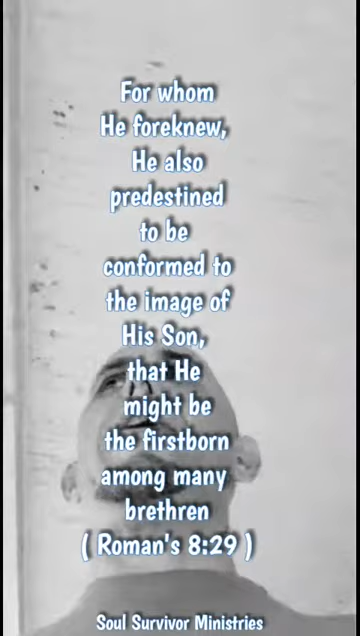 For whom
He foreknew,
He also
predestined
to be
conformed to
the image of
His Son,
that He
might be
the firstborn
among many
brethren
( Roman's 8:29 )
Soul Survivor Ministries